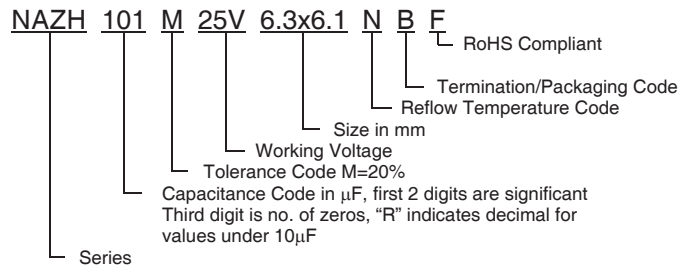 NAZH 101 M 25V 6.3x6.1 N B F
RoHS Compliant
Termination/Packaging Code
Reflow Temperature Code
Size in mm
Working Voltage
Tolerance Code M=20%
Capacitance Code in μF, first 2 digits are significant
Third digit is no. of zeros, “R” indicates decimal for
values under 10μF
Series